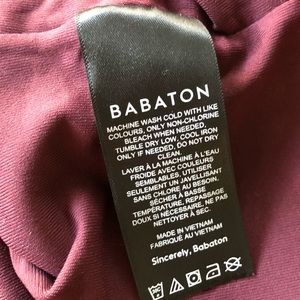 BABATON
MACHINE WASH COLD WITH LIKE
COLOURS, ONLY NON-CHLORINE
BLEACH WHEN NEEDED,
TUMBLE DRY LOW, COOL IRON
ONLY IF NEEDED. DO NOT DRY
CLEAN.
LAVER À LA MACHINE À L'EAU
FROIDE AVEC COULEURS
SEMBLABLES, UTILISER
SEULEMENT UN JAVELLISANT
SANS CHLORE AU BESOIN.
SÉCHER À BASSE
TEMPÉRATURE. REPASSAGE
DOUX SI NÉCESSAIRE, NE PAS
NETTOYER À SEC.
MADE IN VIETNAM
FABRIQUÉ AU VIETNAM
Sincerely, Babaton